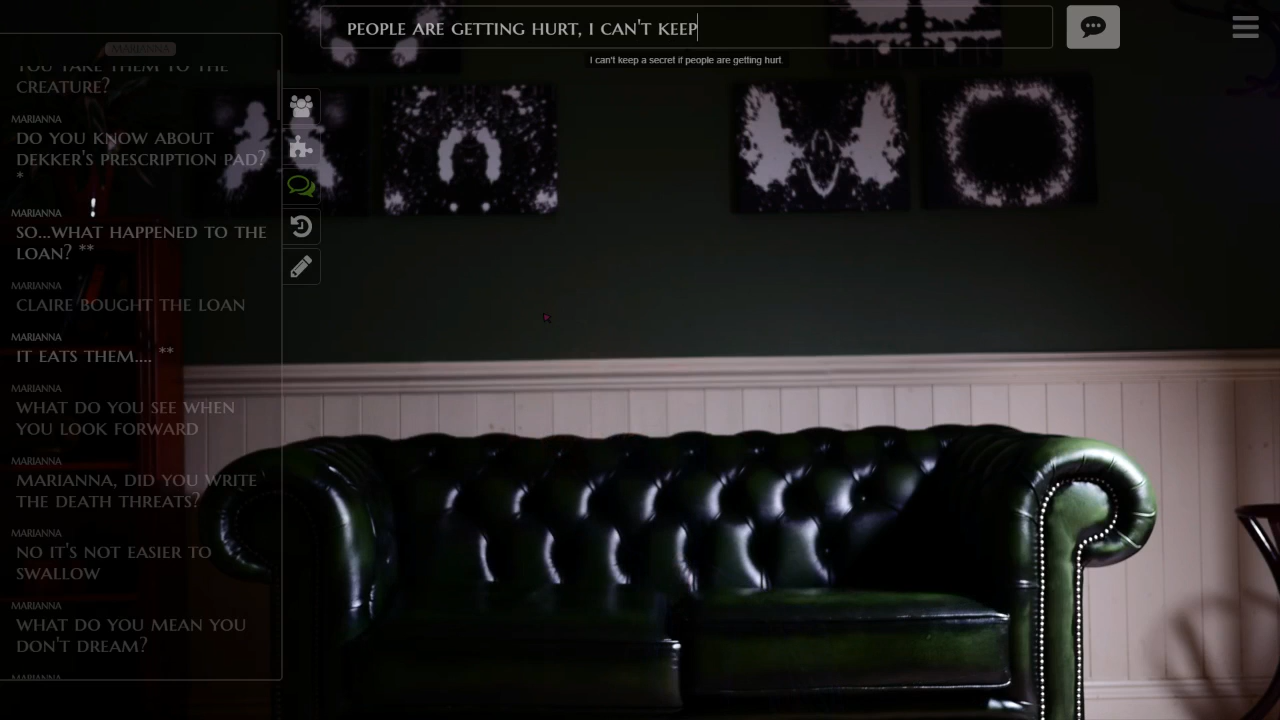 PEOPLE ARE GETTING HURT, I CAN'T KEEP
I can't keep a secret if people are getting hurt.
MARIANNA
YOU TAKE THEM TO THE
CREATURE?
MARIANNA
DO YOU KNOW ABOUT
DEKKER'S PRESCRIPTION PAD?
*
MARIANNA
SO...WHAT HAPPENED TO THE
LOAN? **
MARIANNA
CLAIRE BOUGHT THE LOAN
MARIANNA
IT EATS THEM.... **
MARIANNA
WHAT DO YOU SEE WHEN
YOU LOOK FORWARD
MARIANNA
MARIANNA, DID YOU WRITE
THE DEATH THREATS?
MARIANNA
NO IT'S NOT EASIER TO
SWALLOW
MARIANNA
WHAT DO YOU MEAN YOU
DON'T DREAM?
MARIANNA